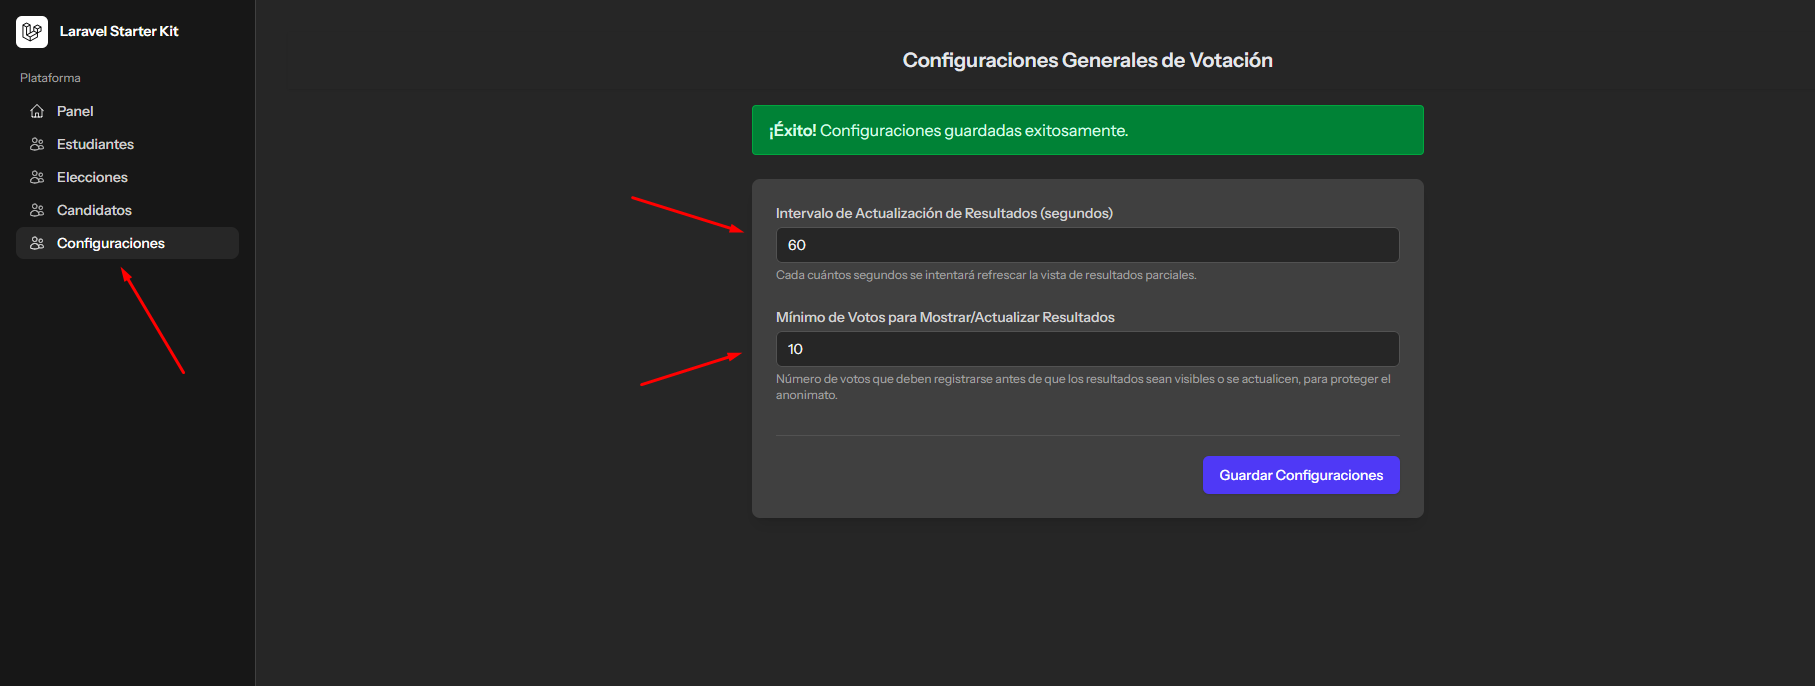 Laravel Starter Kit
Plataforma
Panel
Estudiantes
Elecciones
Candidatos
Configuraciones
Configuraciones Generales de Votación
¡Éxito! Configuraciones guardadas exitosamente.
Intervalo de Actualización de Resultados (segundos)
60
Cada cuántos segundos se intentará refrescar la vista de resultados parciales.
Mínimo de Votos para Mostrar/Actualizar Resultados
10
Número de votos que deben registrarse antes de que los resultados sean visibles o se actualicen, para proteger el
anonimato.
Guardar Configuraciones